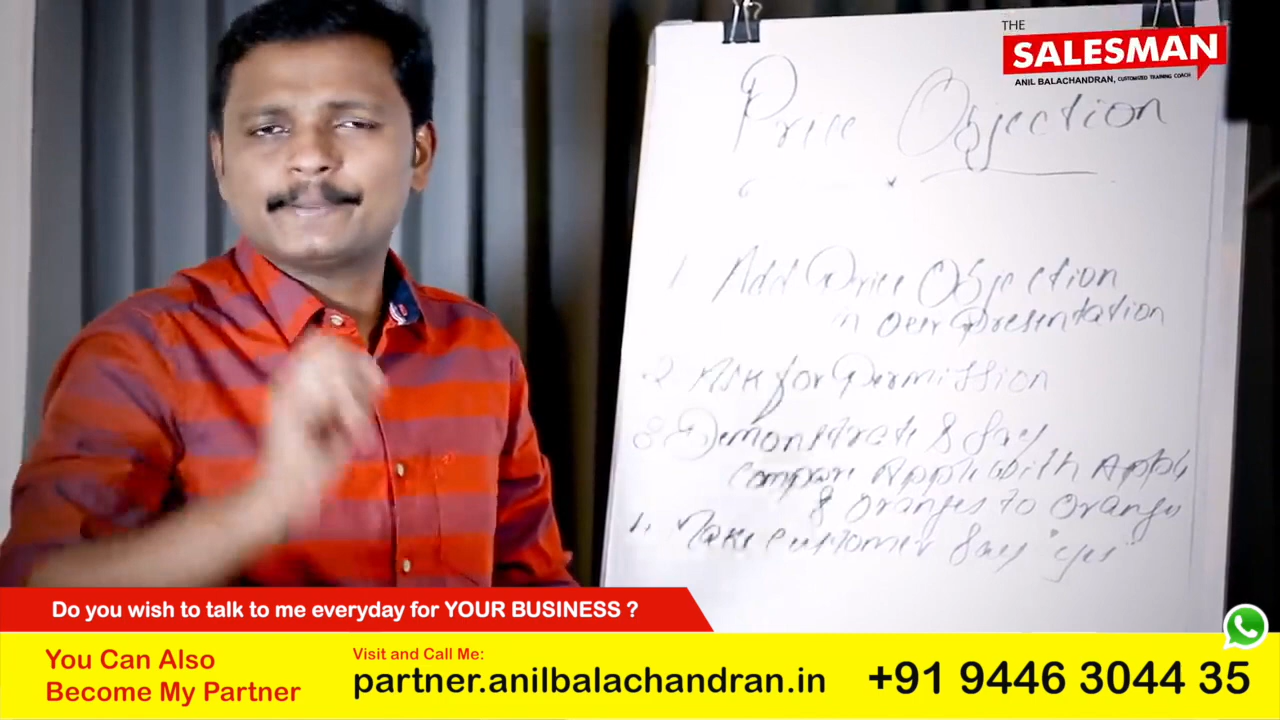 THE
SALESMAN
ANIL BALACHANDRAN, CUSTOMIZED TRAINING COACH
Price Objection
1. Add Price Objection
in our Presentation
2. Ask for Permission
3. Demonstrate & Say
Compare Apple with Apple
& Oranges to Orange
4. Make Customer Say "Yes"
Do you wish to talk to me everyday for YOUR BUSINESS ?
You Can Also
Become My Partner
Visit and Call Me:
partner.anilbalachandran.in
+91 9446 3044 35